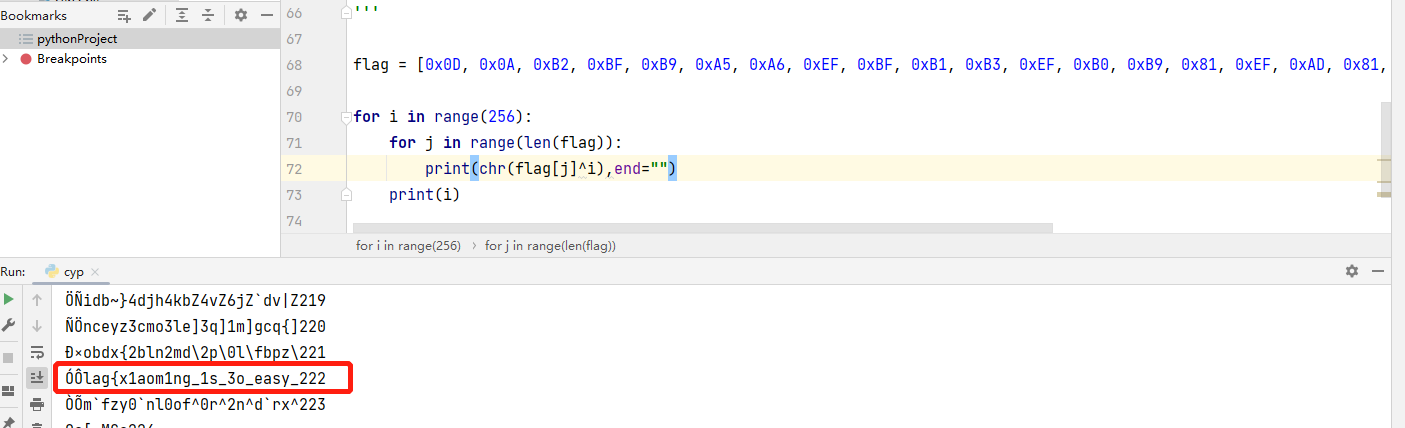 Bookmarks
pythonProject
Breakpoints
66 '''
67
68 flag = [0x0D, 0x0A, 0xB2, 0xBF, 0xB9, 0xA5, 0xA6, 0xEF, 0xBF, 0xB1, 0xB3, 0xEF, 0xB0, 0xB9, 0x81, 0xEF, 0xAD, 0x81,
69
70 for i in range(256):
71 for j in range(len(flag)):
72 print(chr(flag[j]^i),end="")
73 print(i)
74
for i in range(256) › for j in range(len(flag))
Run: cyp
ÖÑidb~}4djh4kbZ4vZ6jZ`dv|Z219
ÑÖnceyz3cmo3le]3q]1m]gcq{]220
Ð×obdx{2bln2md\2p\0l\fbpz\221
ÓÔlag{x1aom1ng_1s_3o_easy_222
ÒÕm`fzy0`nl0of^0r^2n^d`rx^223